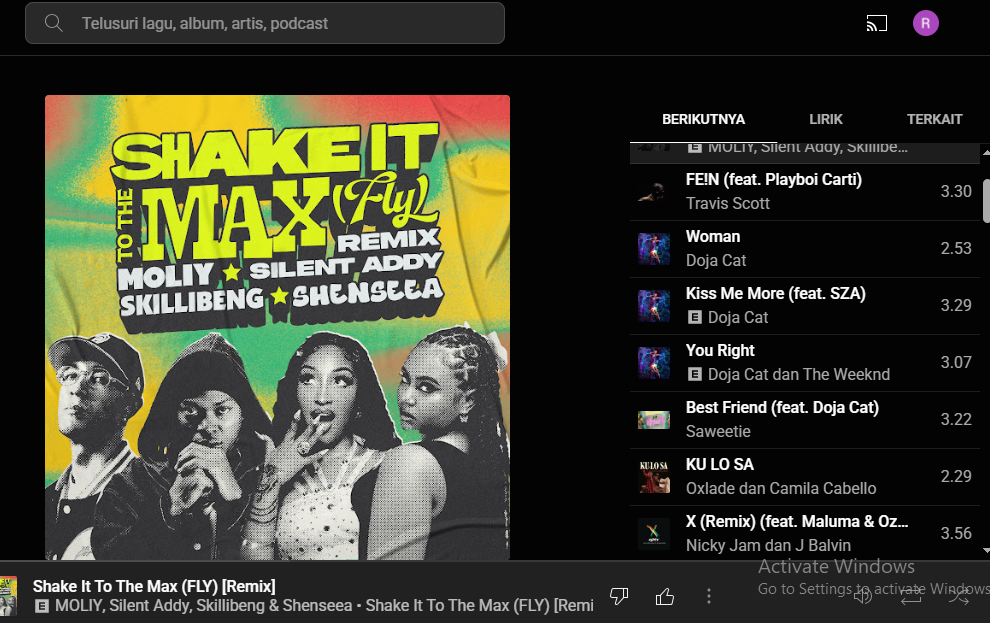 Telusuri lagu, album, artis, podcast
R
SHAKE IT
TO THE
MAX (Fly)
REMIX
MOLIY ★ SILENT ADDY
SKILLIBENG ★ SHENSEEA
BERIKUTNYA LIRIK TERKAIT
E MOLIY, Silent Addy, Skillibe...
FE!N (feat. Playboi Carti)
3.30
Travis Scott
Woman
2.53
Doja Cat
Kiss Me More (feat. SZA)
3.29
E Doja Cat
You Right
3.07
E Doja Cat dan The Weeknd
Best Friend (feat. Doja Cat)
3.22
Saweetie
KU LO SA
KU LO SA
2.29
Oxlade dan Camila Cabello
X (Remix) (feat. Maluma & Oz...
3.56
Nicky Jam dan J Balvin
Activate Windows
Go to Settings to activate Windows
Shake It To The Max (FLY) [Remix]
E MOLIY, Silent Addy, Skillibeng & Shenseea • Shake It To The Max (FLY) [Remi